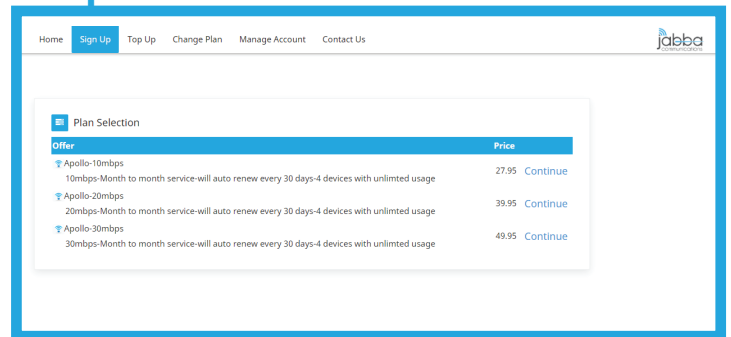 Home Sign Up Top Up Change Plan Manage Account Contact Us
jabba
communications
Plan Selection
Offer Price
Apollo-10mbps
10mbps-Month to month service-will auto renew every 30 days-4 devices with unlimted usage
27.95 Continue
Apollo-20mbps
20mbps-Month to month service-will auto renew every 30 days-4 devices with unlimted usage
39.95 Continue
Apollo-30mbps
30mbps-Month to month service-will auto renew every 30 days-4 devices with unlimted usage
49.95 Continue